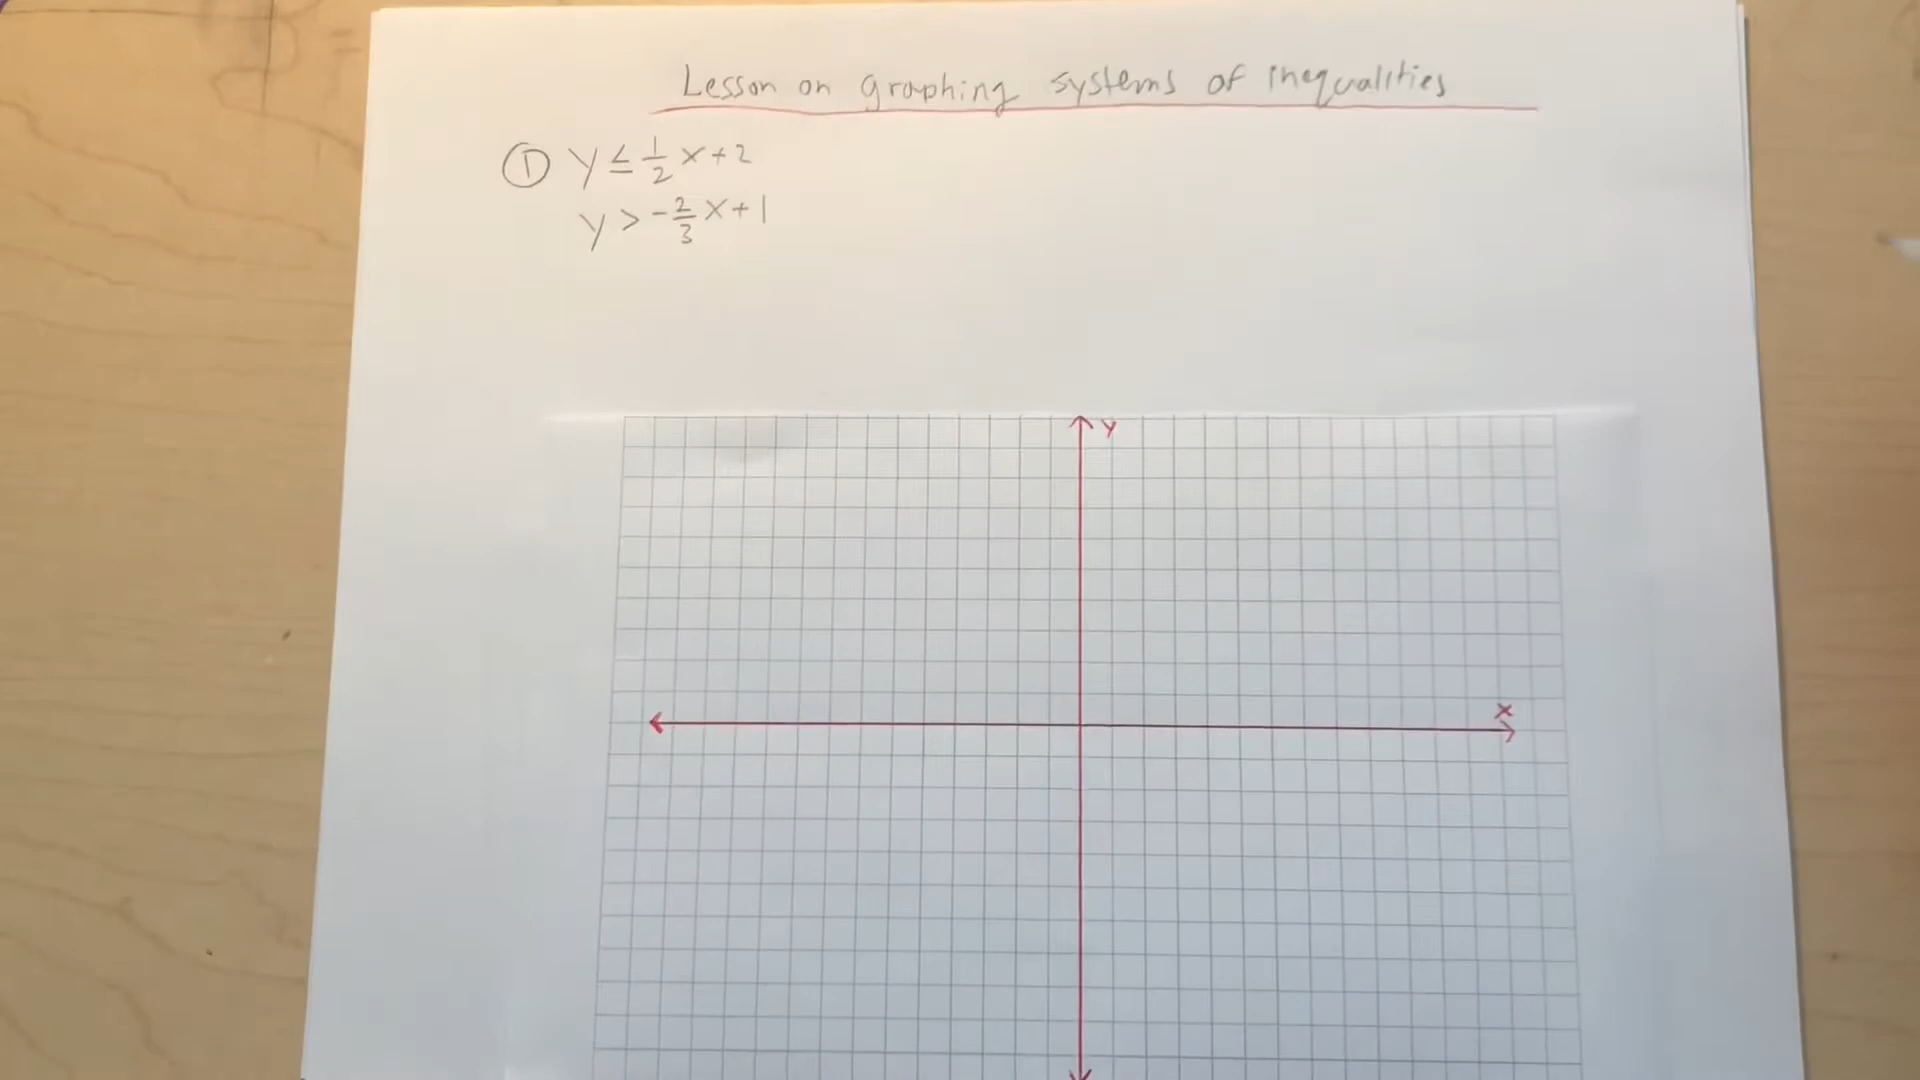 Lesson on graphing systems of inequalities
① y ≤ 1/2 x + 2
y > -2/3 x + 1
y
x